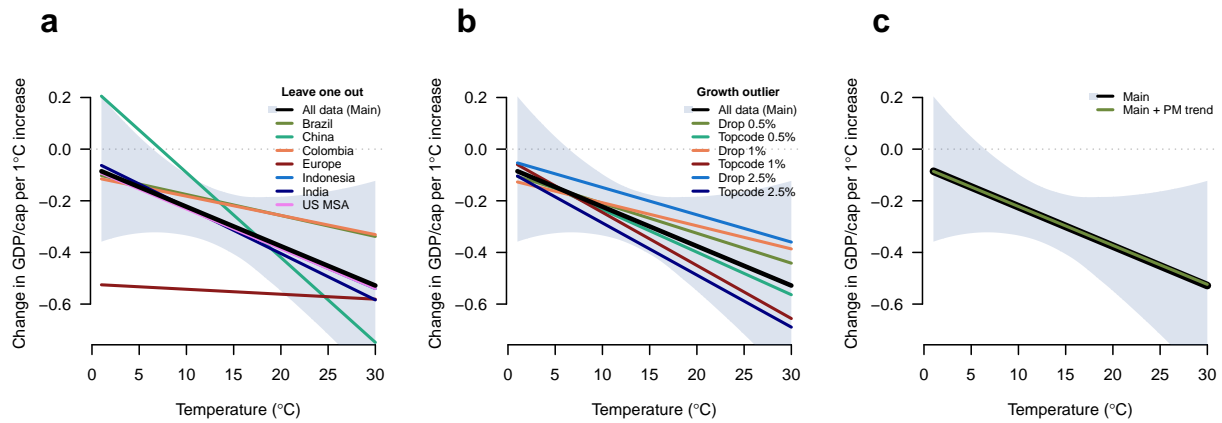 a
Change in GDP/cap per 1°C increase
0.2
0.0
−0.2
−0.4
−0.6
Leave one out
All data (Main)
Brazil
China
Colombia
Europe
Indonesia
India
US MSA
0 5 10 15 20 25 30
Temperature (°C)
b
Change in GDP/cap per 1°C increase
0.2
0.0
−0.2
−0.4
−0.6
Growth outlier
All data (Main)
Drop 0.5%
Topcode 0.5%
Drop 1%
Topcode 1%
Drop 2.5%
Topcode 2.5%
0 5 10 15 20 25 30
Temperature (°C)
c
Change in GDP/cap per 1°C increase
0.2
0.0
−0.2
−0.4
−0.6
Main
Main + PM trend
0 5 10 15 20 25 30
Temperature (°C)